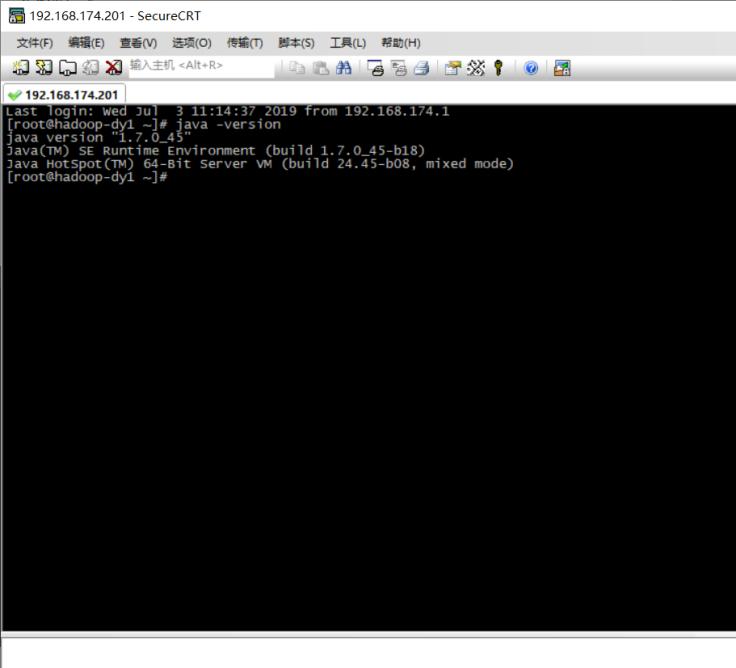 192.168.174.201 - SecureCRT
文件(F) 编辑(E) 查看(V) 选项(O) 传输(T) 脚本(S) 工具(L) 帮助(H)
输入主机 <Alt+R>
192.168.174.201
Last login: Wed Jul  3 11:14:37 2019 from 192.168.174.1
[root@hadoop-dy1 ~]# java -version
java version "1.7.0_45"
Java(TM) SE Runtime Environment (build 1.7.0_45-b18)
Java HotSpot(TM) 64-Bit Server VM (build 24.45-b08, mixed mode)
[root@hadoop-dy1 ~]#